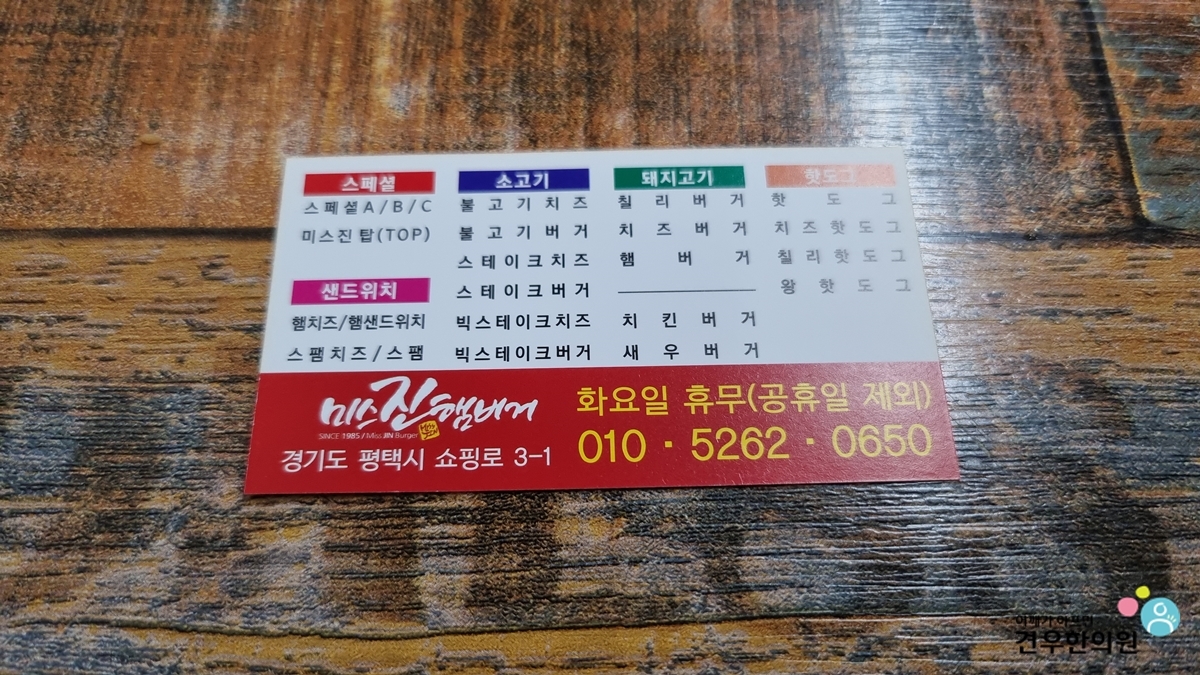 스페셜
스페셜A/B/C
미스진 탑(TOP)
샌드위치
햄치즈/햄샌드위치
스팸치즈/스팸
소고기
불고기치즈
불고기버거
스테이크치즈
스테이크버거
빅스테이크치즈
빅스테이크버거
돼지고기
칠리버거
치즈버거
햄버거
치킨버거
새우버거
핫도그
핫도그
치즈핫도그
칠리핫도그
왕핫도그
미스진햄버거
SINCE 1985 / Miss JIN Burger
경기도 평택시 쇼핑로 3-1
화요일 휴무(공휴일 제외)
010 · 5262 · 0650
견우한의원